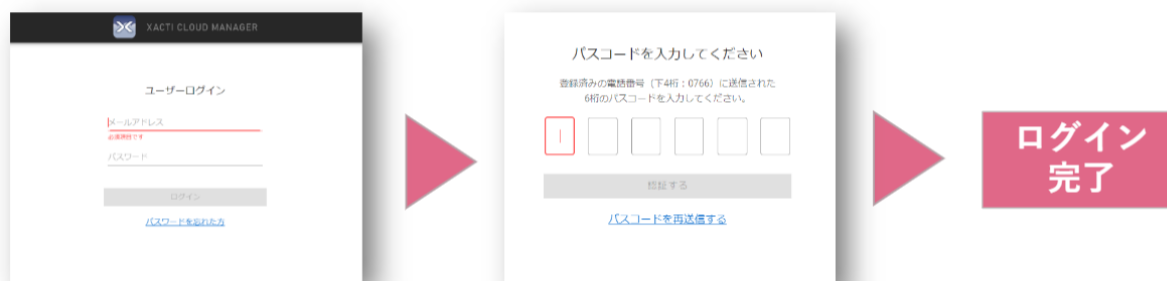 XACTI CLOUD MANAGER
ユーザーログイン
メールアドレス
必須項目です
パスワード
ログイン
パスワードを忘れた方
パスコードを入力してください
登録済みの電話番号（下4桁：0766）に送信された
6桁のパスコードを入力してください。
認証する
パスコードを再送信する
ログイン
完了